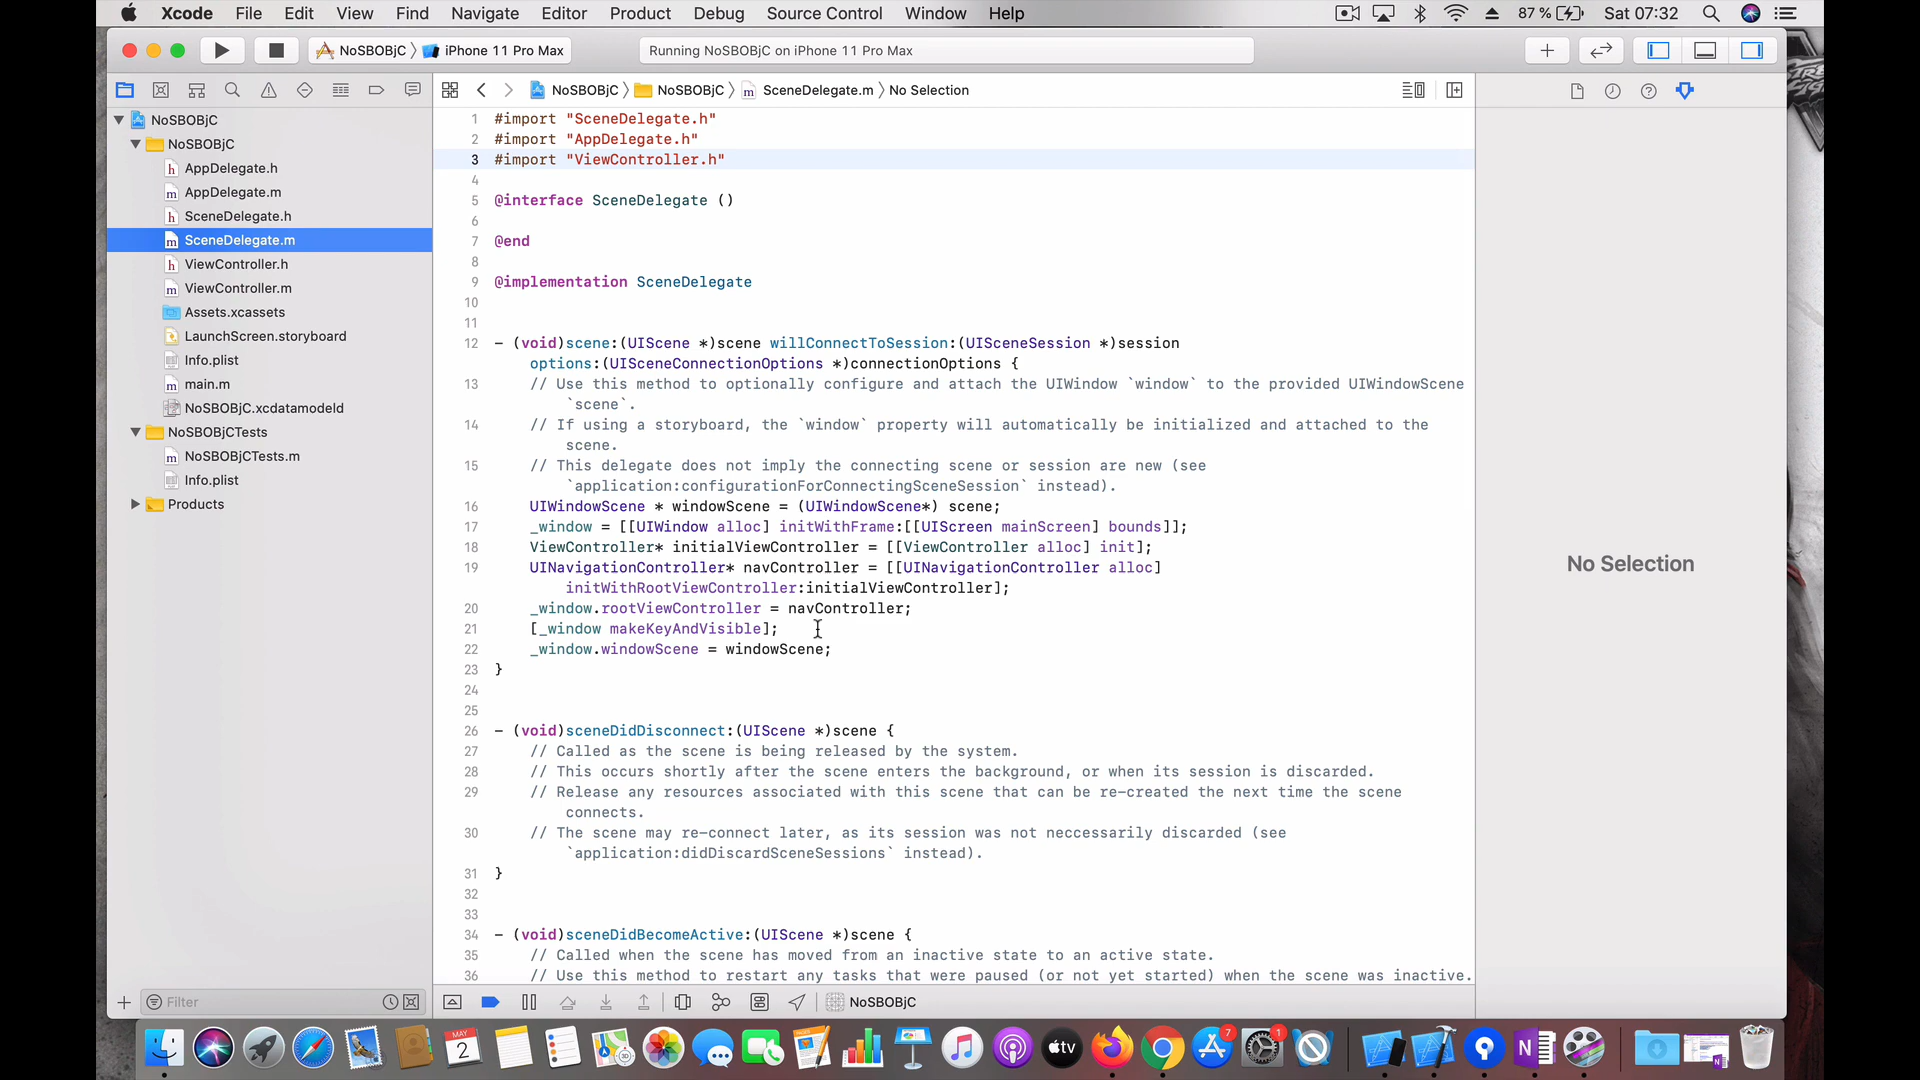 Xcode File Edit View Find Navigate Editor Product Debug Source Control Window Help 87 % Sat 07:32
NoSBOBjC iPhone 11 Pro Max Running NoSBOBjC on iPhone 11 Pro Max
NoSBOBjC NoSBOBjC m SceneDelegate.m No Selection
NoSBOBjC
NoSBOBjC
h AppDelegate.h
m AppDelegate.m
h SceneDelegate.h
m SceneDelegate.m
h ViewController.h
m ViewController.m
Assets.xcassets
LaunchScreen.storyboard
Info.plist
m main.m
NoSBOBjC.xcdatamodeld
NoSBOBjCTests
m NoSBOBjCTests.m
Info.plist
Products
Filter
1 #import "SceneDelegate.h"
2 #import "AppDelegate.h"
3 #import "ViewController.h"
4
5 @interface SceneDelegate ()
6
7 @end
8
9 @implementation SceneDelegate
10
11
12 - (void)scene:(UIScene *)scene willConnectToSession:(UISceneSession *)session
options:(UISceneConnectionOptions *)connectionOptions {
13 // Use this method to optionally configure and attach the UIWindow `window` to the provided UIWindowScene
`scene`.
14 // If using a storyboard, the `window` property will automatically be initialized and attached to the
scene.
15 // This delegate does not imply the connecting scene or session are new (see
`application:configurationForConnectingSceneSession` instead).
16 UIWindowScene * windowScene = (UIWindowScene*) scene;
17 _window = [[UIWindow alloc] initWithFrame:[[UIScreen mainScreen] bounds]];
18 ViewController* initialViewController = [[ViewController alloc] init];
19 UINavigationController* navController = [[UINavigationController alloc]
initWithRootViewController:initialViewController];
20 _window.rootViewController = navController;
21 [_window makeKeyAndVisible];
22 _window.windowScene = windowScene;
23 }
24
25
26 - (void)sceneDidDisconnect:(UIScene *)scene {
27 // Called as the scene is being released by the system.
28 // This occurs shortly after the scene enters the background, or when its session is discarded.
29 // Release any resources associated with this scene that can be re-created the next time the scene
connects.
30 // The scene may re-connect later, as its session was not neccessarily discarded (see
`application:didDiscardSceneSessions` instead).
31 }
32
33
34 - (void)sceneDidBecomeActive:(UIScene *)scene {
35 // Called when the scene has moved from an inactive state to an active state.
36 // Use this method to restart any tasks that were paused (or not yet started) when the scene was inactive.
NoSBOBjC
No Selection
MAY
2
tv
7
1
N